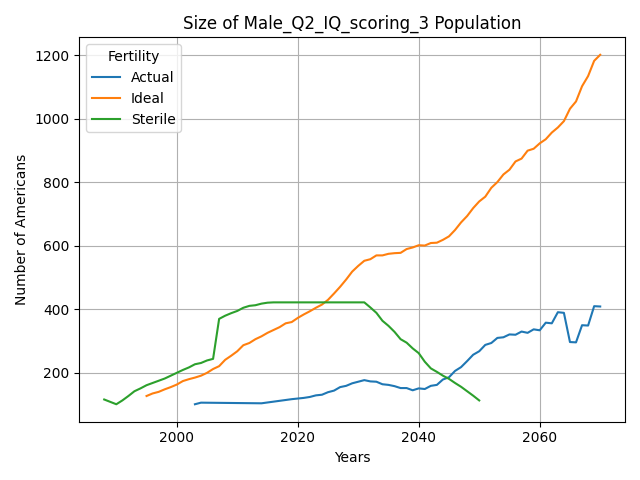 Size of Male_Q2_IQ_scoring_3 Population
Fertility
Actual
Ideal
Sterile
Number of Americans
1200
1000
800
600
400
200
2000
2020
2040
2060
Years